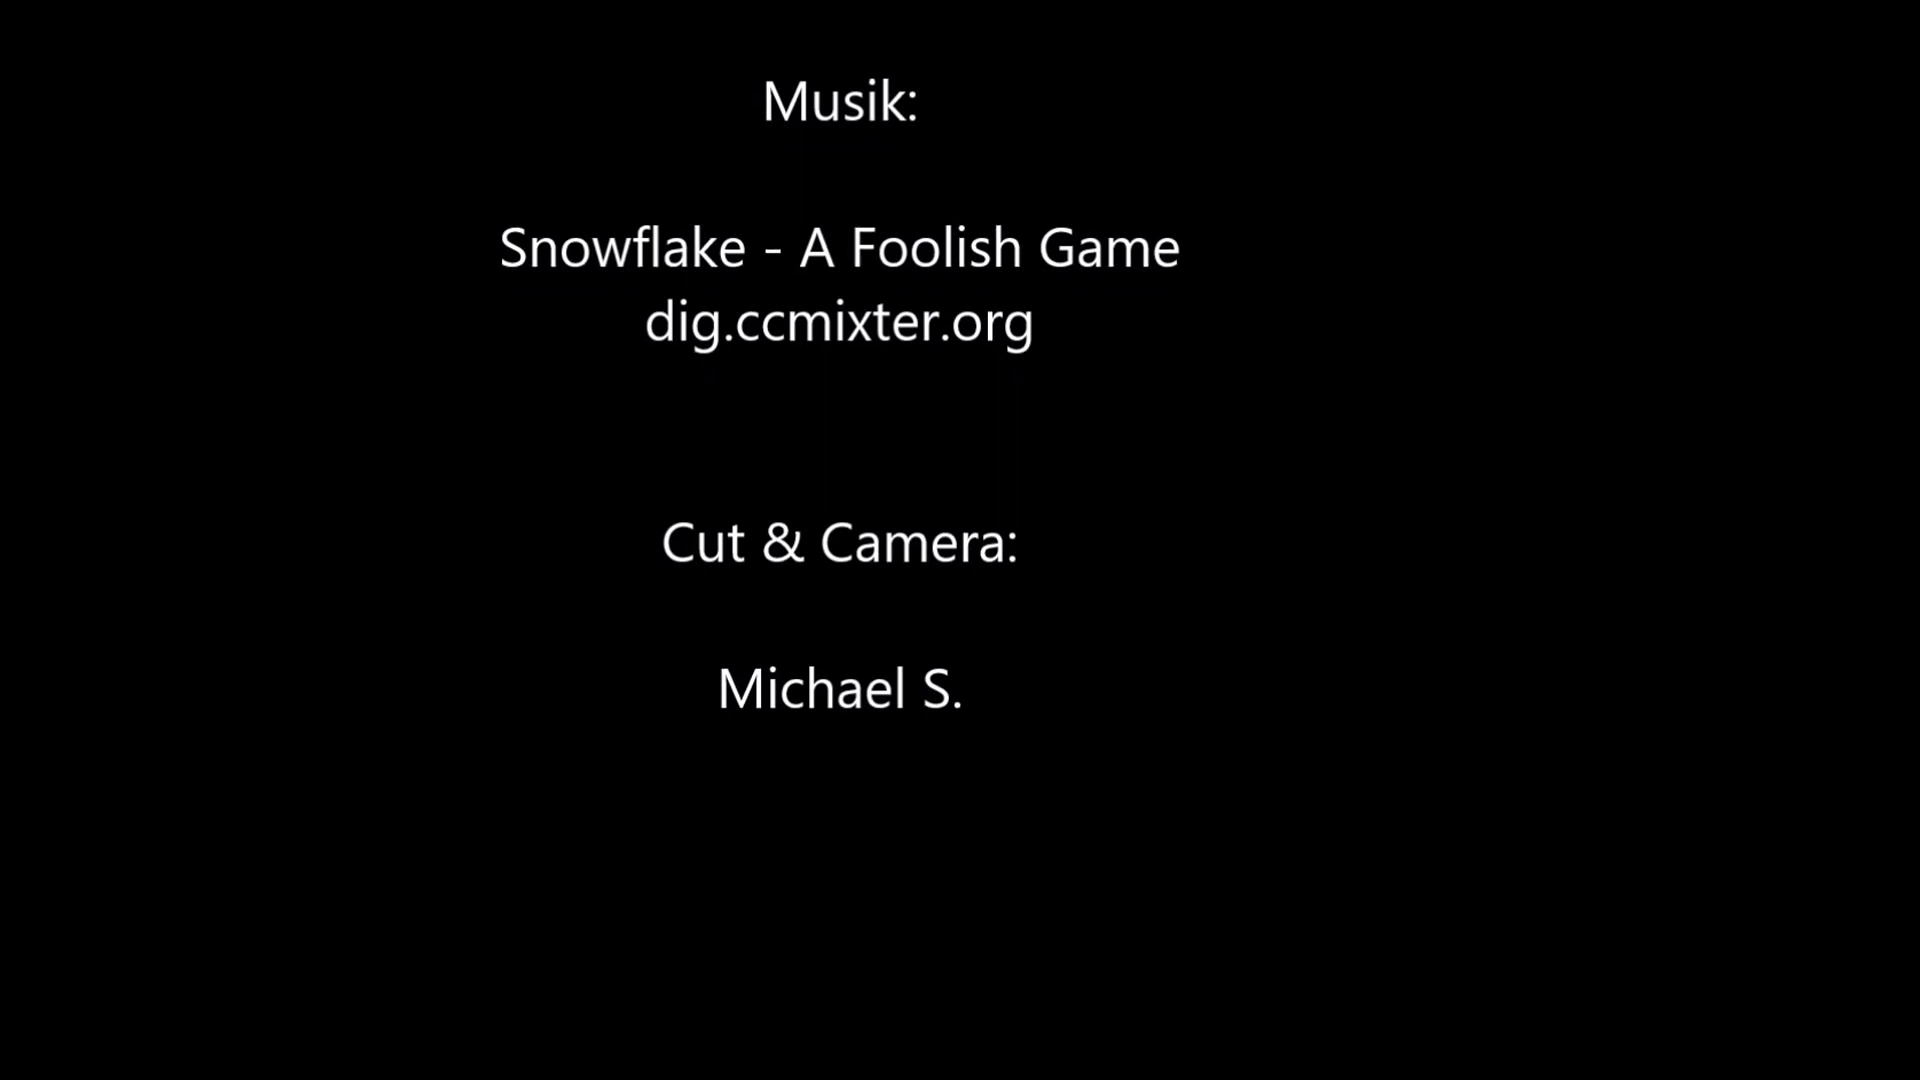 Musik:
Snowflake - A Foolish Game
dig.ccmixter.org
Cut & Camera:
Michael S.